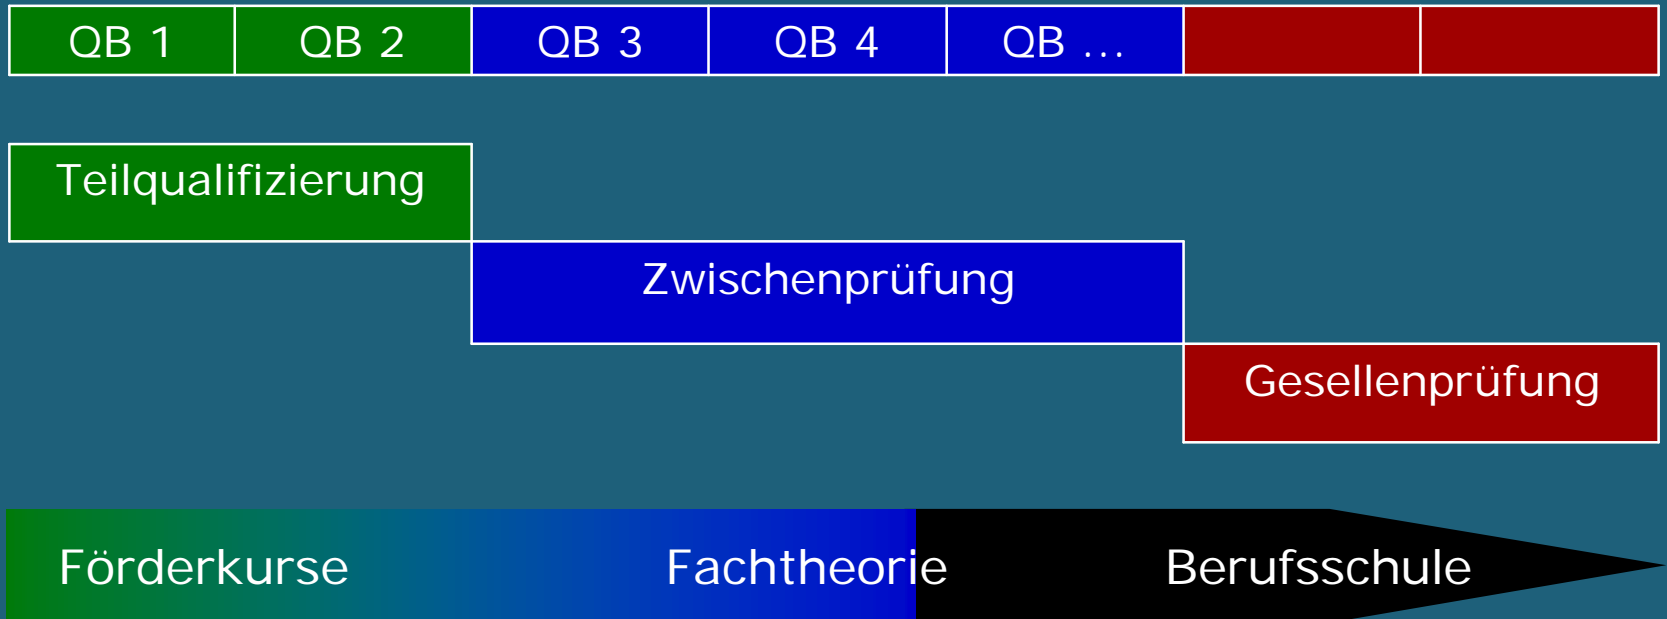 QB 1 QB 2 QB 3 QB 4 QB ...
Teilqualifizierung
Zwischenprüfung
Gesellenprüfung
Förderkurse Fachtheorie Berufsschule